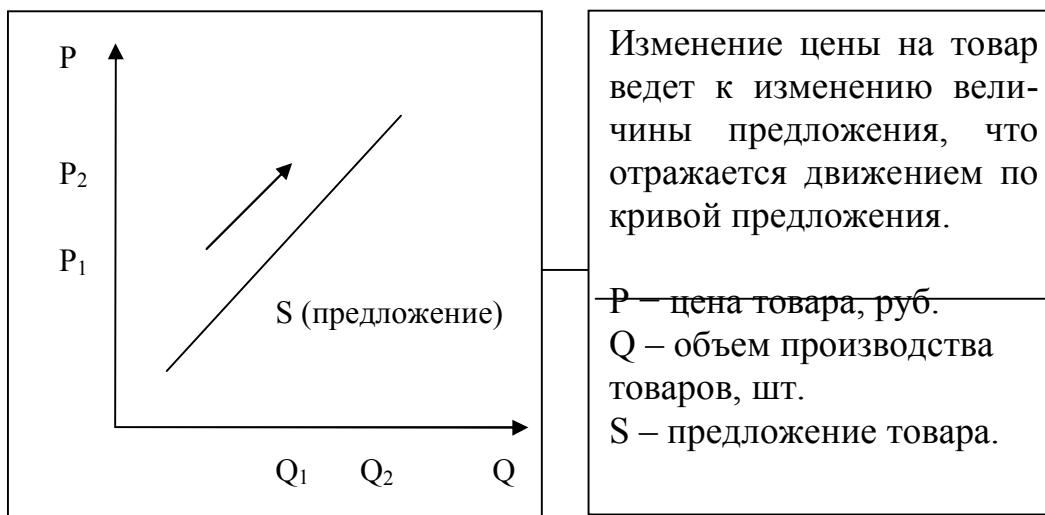 P
P₂
P₁
S (предложение)
Q₁ Q₂ Q
Изменение цены на товар
ведет к изменению вели-
чины предложения, что
отражается движением по
кривой предложения.
P – цена товара, руб.
Q – объем производства
товаров, шт.
S – предложение товара.